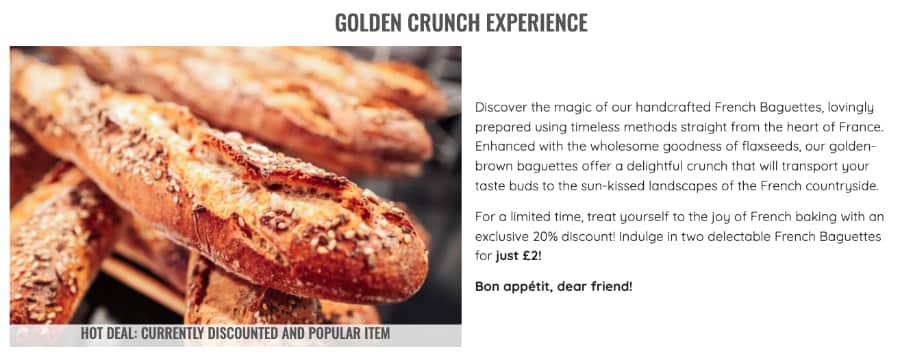 GOLDEN CRUNCH EXPERIENCE
Discover the magic of our handcrafted French Baguettes, lovingly
prepared using timeless methods straight from the heart of France.
Enhanced with the wholesome goodness of flaxseeds, our golden-
brown baguettes offer a delightful crunch that will transport your
taste buds to the sun-kissed landscapes of the French countryside.
For a limited time, treat yourself to the joy of French baking with an
exclusive 20% discount! Indulge in two delectable French Baguettes
for just £2!
Bon appétit, dear friend!
HOT DEAL: CURRENTLY DISCOUNTED AND POPULAR ITEM